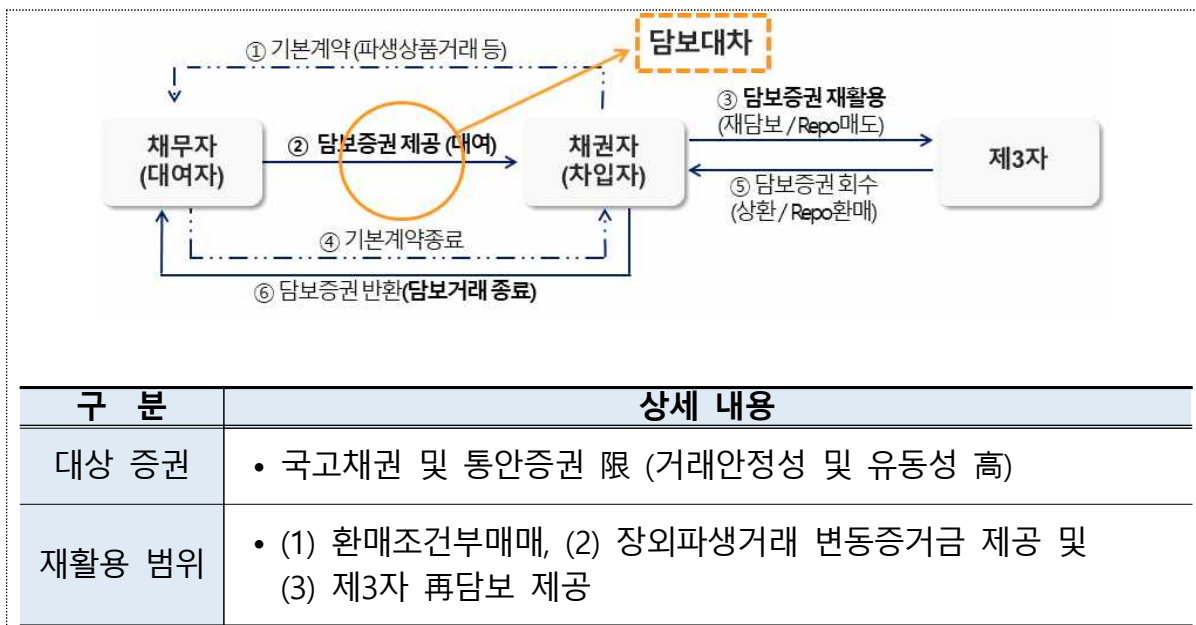 ① 기본계약(파생상품거래 등)
담보대차
채무자
(대여자)
② 담보증권 제공 (대여)
채권자
(차입자)
③ 담보증권 재활용
(재담보 / Repo매도)
제3자
⑤ 담보증권 회수
(상환 / Repo환매)
④ 기본계약종료
⑥ 담보증권 반환(담보거래 종료)
구 분
상세 내용
대상 증권
• 국고채권 및 통안증권 限 (거래안정성 및 유동성 高)
재활용 범위
• (1) 환매조건부매매, (2) 장외파생거래 변동증거금 제공 및
(3) 제3자 再담보 제공